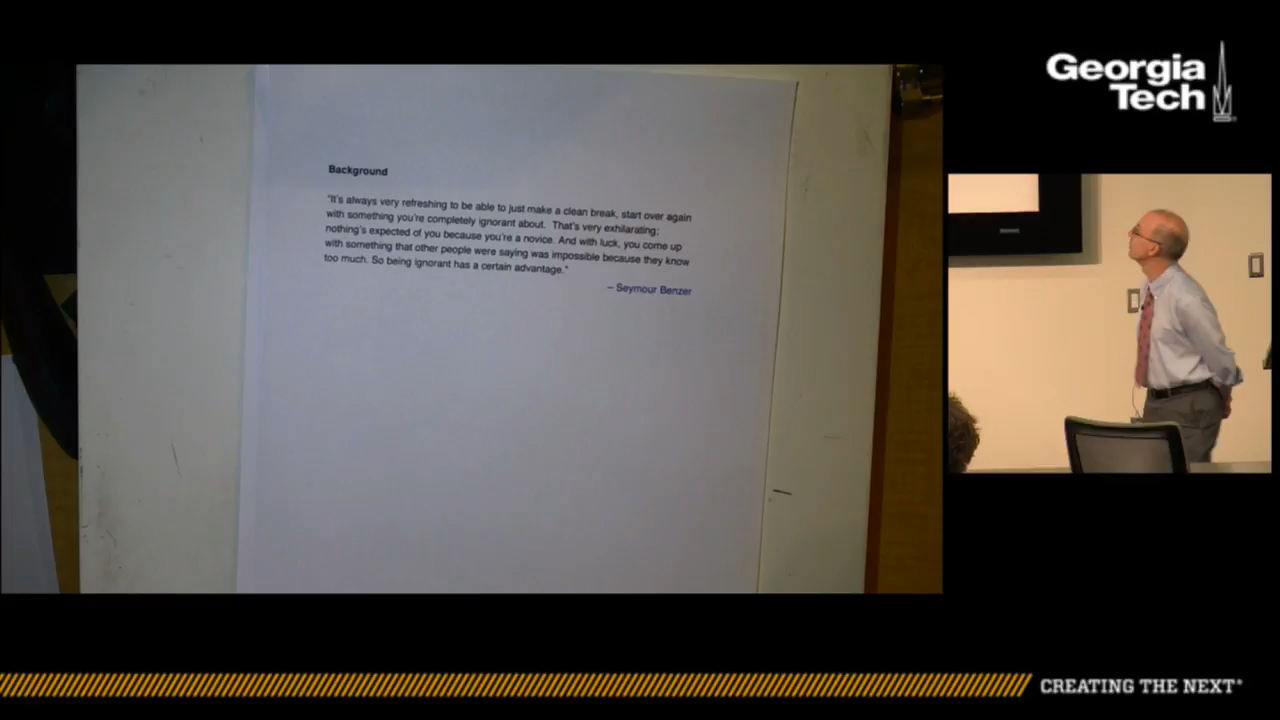 Georgia
Tech
Background
"It's always very refreshing to be able to just make a clean break, start over again
with something you're completely ignorant about.  That's very exhilarating;
nothing's expected of you because you're a novice. And with luck, you come up
with something that other people were saying was impossible because they know
too much. So being ignorant has a certain advantage."
– Seymour Benzer
CREATING THE NEXT